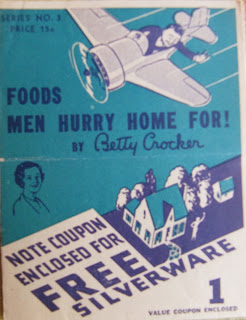 SERIES NO. 3
PRICE 15¢
FOODS
MEN HURRY HOME FOR!
BY Betty Crocker
NOTE COUPON
ENCLOSED FOR
FREE
SILVERWARE
1
VALUE COUPON ENCLOSED